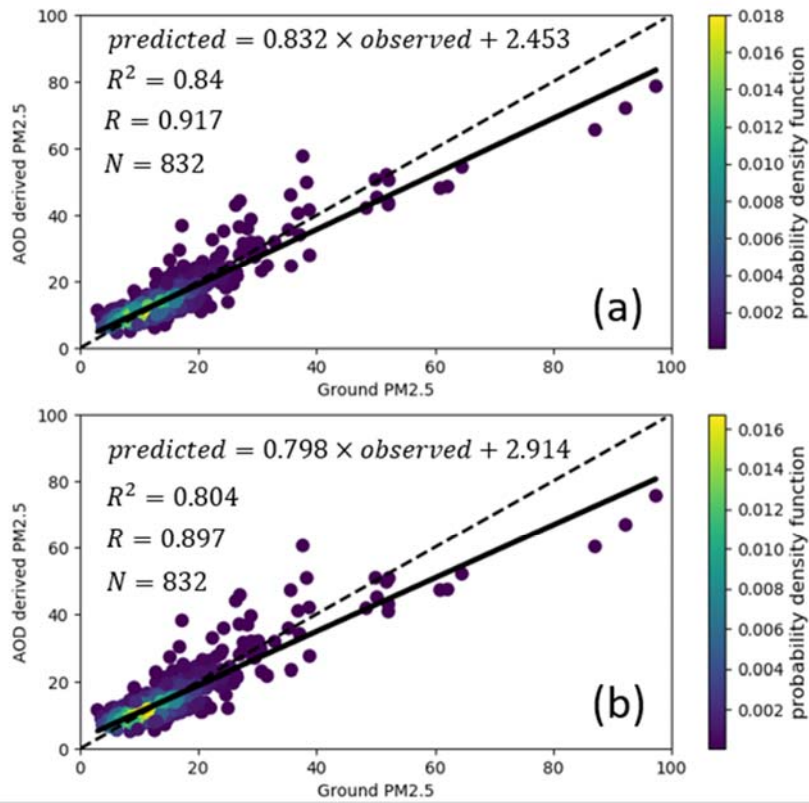 100
80
60
40
20
0
AOD derived PM2.5
predicted = 0.832 × observed + 2.453
R² = 0.84
R = 0.917
N = 832
(a)
0 20 40 60 80 100
Ground PM2.5
0.018
0.016
0.014
0.012
0.010
0.008
0.006
0.004
0.002
probability density function
100
80
60
40
20
0
AOD derived PM2.5
predicted = 0.798 × observed + 2.914
R² = 0.804
R = 0.897
N = 832
(b)
0 20 40 60 80 100
Ground PM2.5
0.016
0.014
0.012
0.010
0.008
0.006
0.004
0.002
probability density function